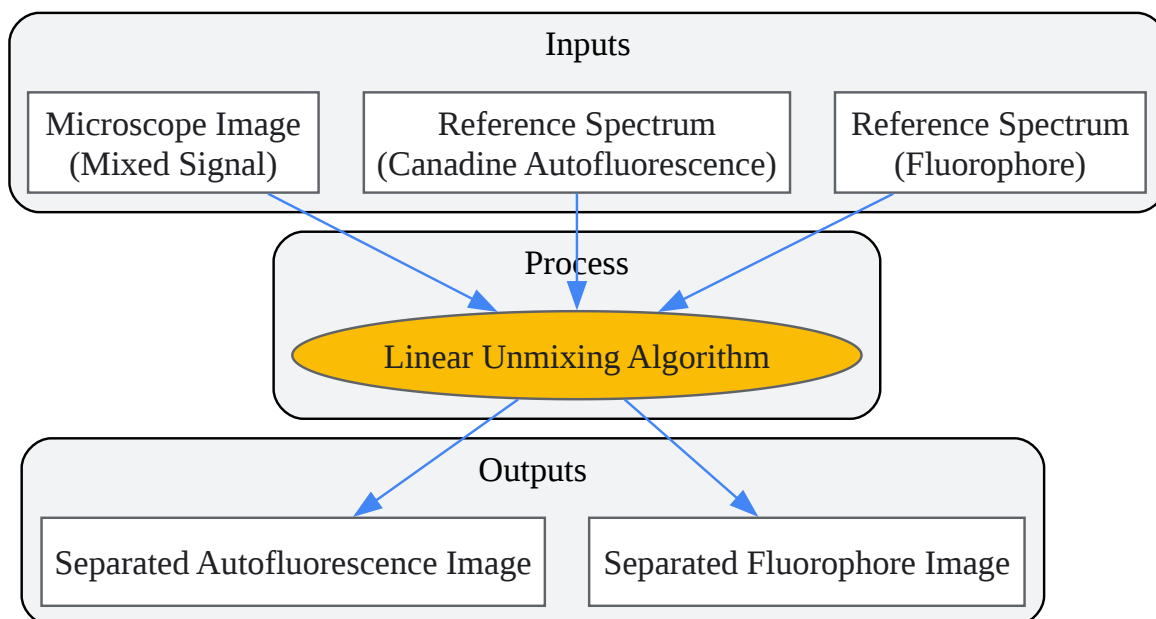 Inputs
Microscope Image
(Mixed Signal)
Reference Spectrum
(Canadine Autofluorescence)
Reference Spectrum
(Fluorophore)
Process
Linear Unmixing Algorithm
Outputs
Separated Autofluorescence Image
Separated Fluorophore Image